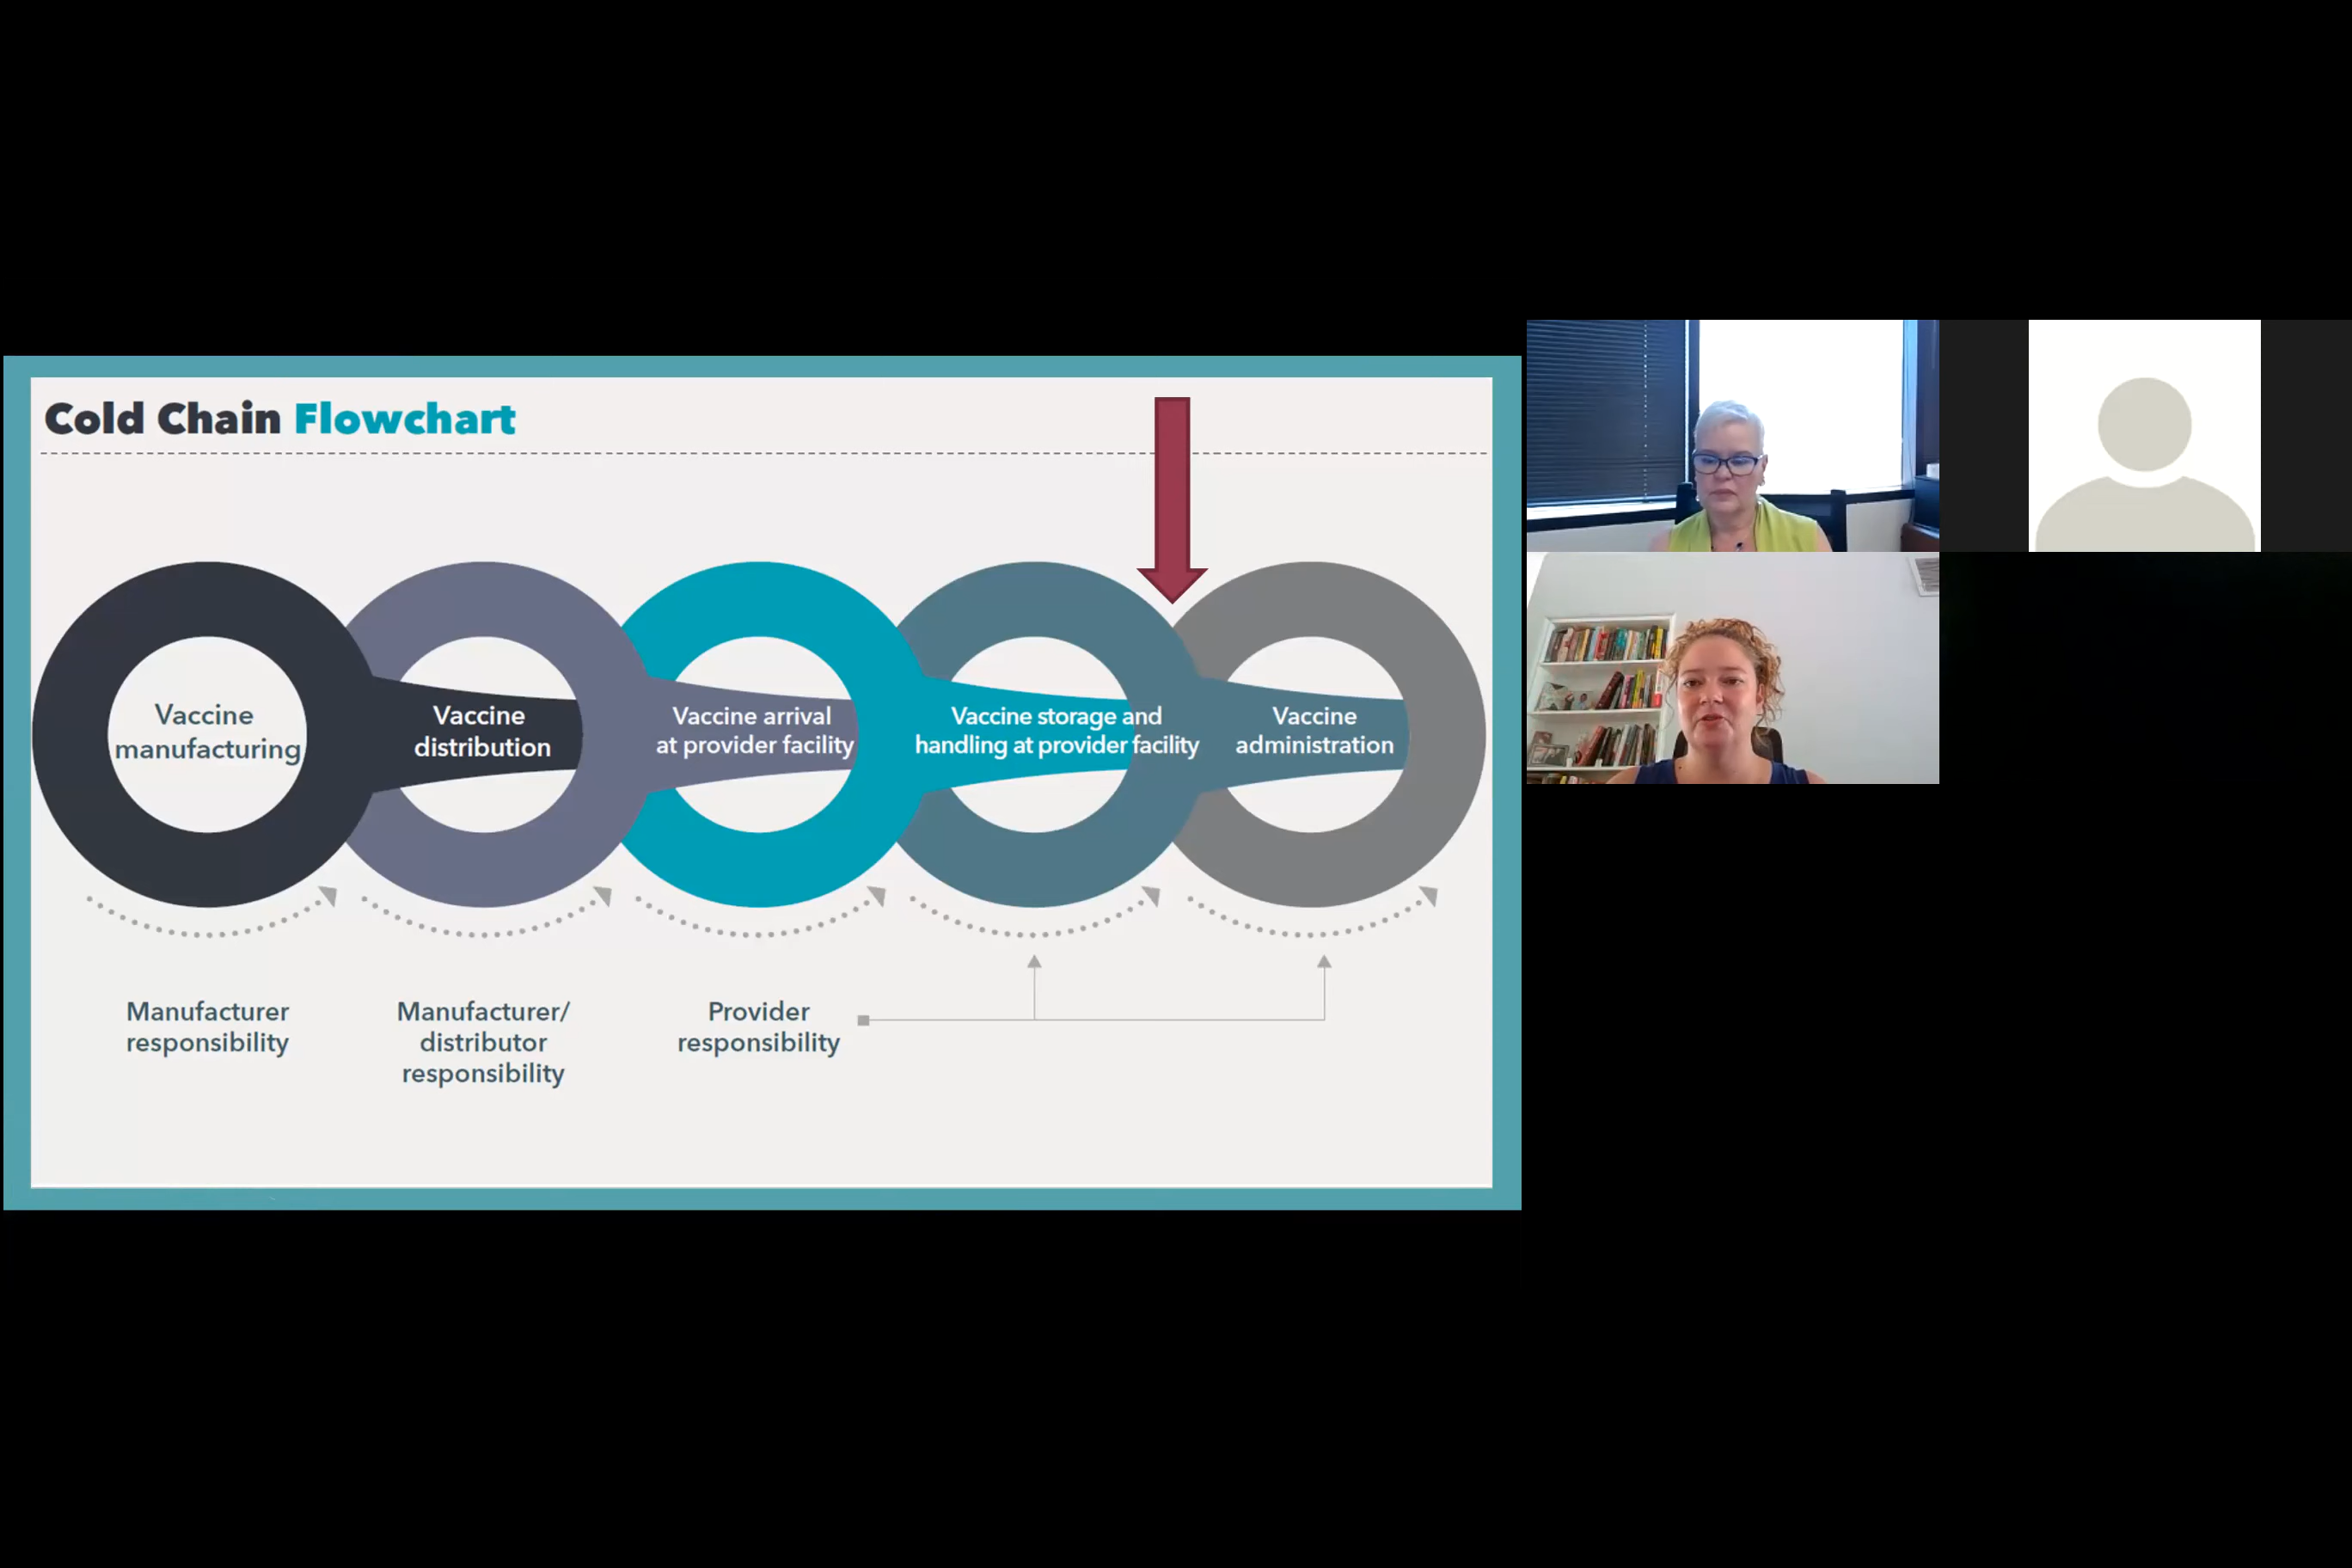 Cold Chain Flowchart
Vaccine
manufacturing
Vaccine
distribution
Vaccine arrival
at provider facility
Vaccine storage and
handling at provider facility
Vaccine
administration
Manufacturer
responsibility
Manufacturer/
distributor
responsibility
Provider
responsibility